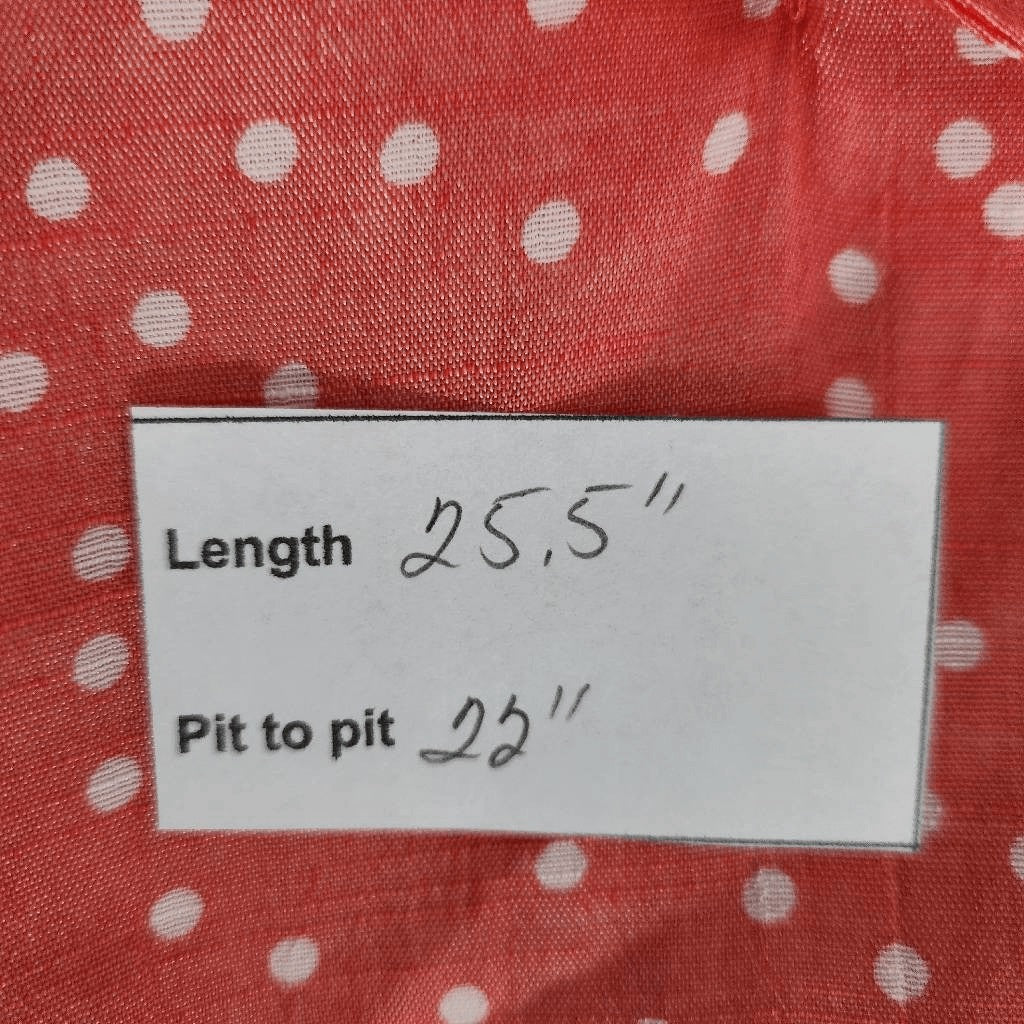 Length 25.5"
Pit to pit 22"